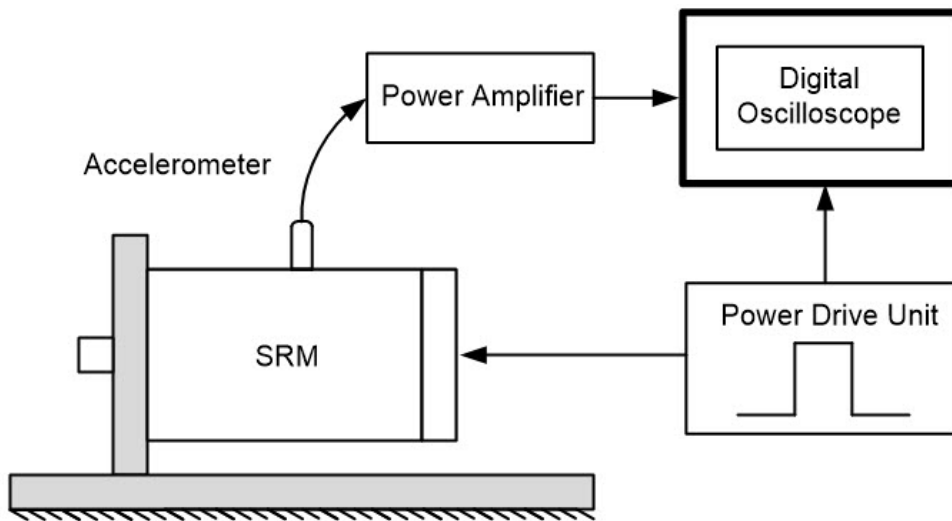 Power Amplifier
Digital
Oscilloscope
Accelerometer
Power Drive Unit
SRM